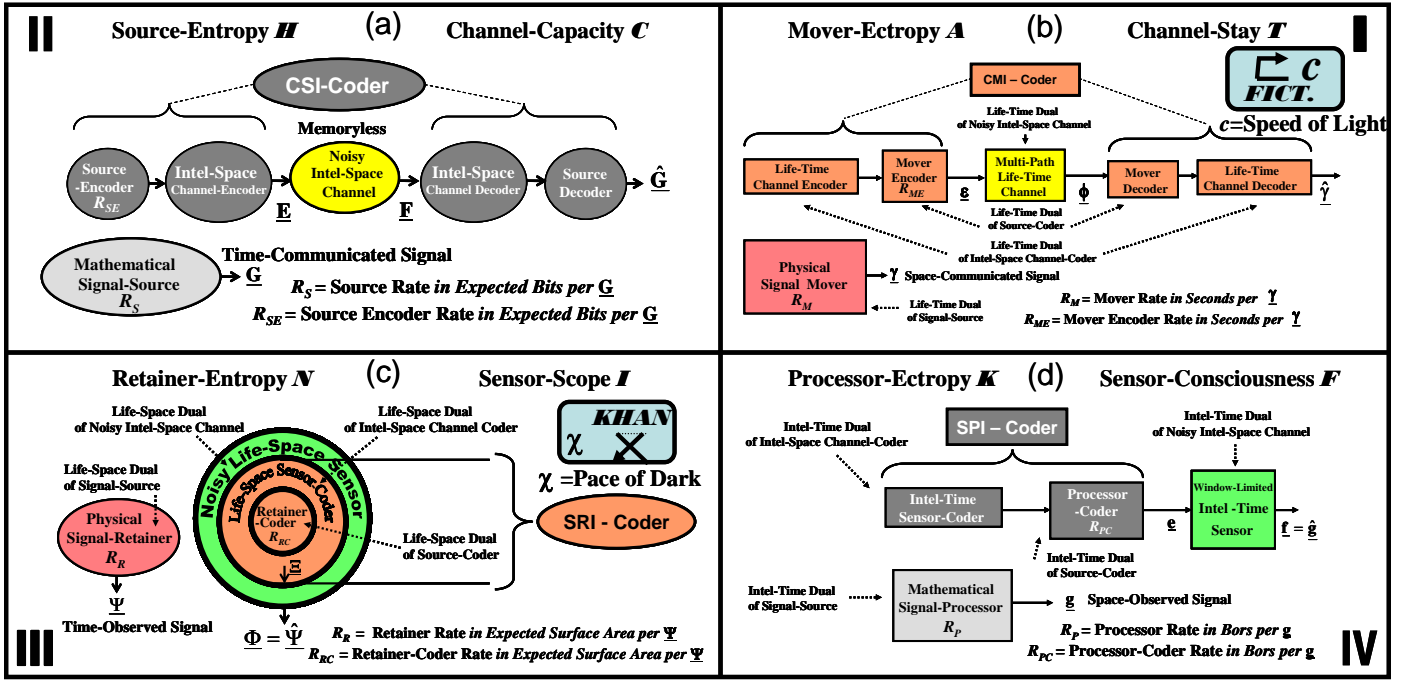 II
Source-Entropy H
(a)
Channel-Capacity C
CSI-Coder
Memoryless
Source
-Encoder
R_SE
Intel-Space
Channel-Encoder
E
Noisy
Intel-Space
Channel
F
Intel-Space
Channel Decoder
Source
Decoder
Ĝ
Mathematical
Signal-Source
R_S
Time-Communicated Signal
G
R_S = Source Rate in Expected Bits per G
R_SE = Source Encoder Rate in Expected Bits per G
I
Mover-Ectropy A
(b)
Channel-Stay T
c
FICT.
c=Speed of Light
CMI – Coder
Life-Time Dual
of Noisy Intel-Space Channel
Life-Time
Channel Encoder
Mover
Encoder
R_ME
ε
Multi-Path
Life-Time
Channel
ϕ
Mover
Decoder
Life-Time
Channel Decoder
γ̂
Life-Time Dual
of Source-Coder
Life-Time Dual
of Intel-Space Channel-Coder
Physical
Signal Mover
R_M
γ Space-Communicated Signal
Life-Time Dual
of Signal-Source
R_M = Mover Rate in Seconds per γ
R_ME = Mover Encoder Rate in Seconds per γ
III
Retainer-Entropy N
(c)
Sensor-Scope I
KHAN
χ
χ =Pace of Dark
Life-Space Dual
of Noisy Intel-Space Channel
Life-Space Dual
of Intel-Space Channel Coder
Life-Space Dual
of Signal-Source
Physical
Signal-Retainer
R_R
Ψ
Time-Observed Signal
Noisy Life-Space Sensor
Life-Space Sensor-Coder
Retainer
-Coder
R_RC
Ξ
Φ = Ψ̂
Life-Space Dual
of Source-Coder
SRI - Coder
R_R = Retainer Rate in Expected Surface Area per Ψ
R_RC = Retainer-Coder Rate in Expected Surface Area per Ψ
IV
Processor-Ectropy K
(d)
Sensor-Consciousness F
SPI – Coder
Intel-Time Dual
of Intel-Space Channel-Coder
Intel-Time Dual
of Noisy Intel-Space Channel
Intel-Time
Sensor-Coder
Processor
-Coder
R_PC
e
Window-Limited
Intel -Time
Sensor
f = ĝ
Intel-Time Dual
of Source-Coder
Intel-Time Dual
of Signal-Source
Mathematical
Signal-Processor
R_P
g Space-Observed Signal
R_P = Processor Rate in Bors per g
R_PC = Processor-Coder Rate in Bors per g